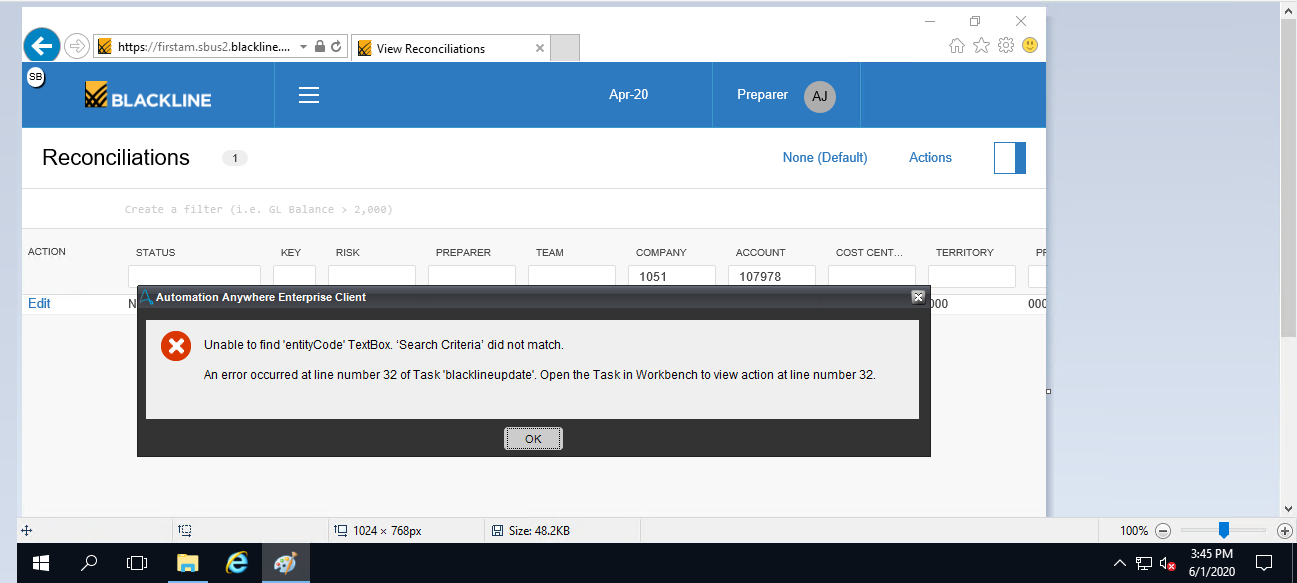 https://firstam.sbus2.blackline....
View Reconciliations
SB
BLACKLINE
Apr-20
Preparer
AJ
Reconciliations
1
None (Default)
Actions
Create a filter (i.e. GL Balance > 2,000)
ACTION
STATUS
KEY
RISK
PREPARER
TEAM
COMPANY
ACCOUNT
COST CENT...
TERRITORY
1051
107978
Edit
Automation Anywhere Enterprise Client
Unable to find 'entityCode' TextBox. ‘Search Criteria’ did not match.
An error occurred at line number 32 of Task 'blacklineupdate'. Open the Task in Workbench to view action at line number 32.
OK
1024 × 768px
Size: 48.2KB
100%
3:45 PM
6/1/2020